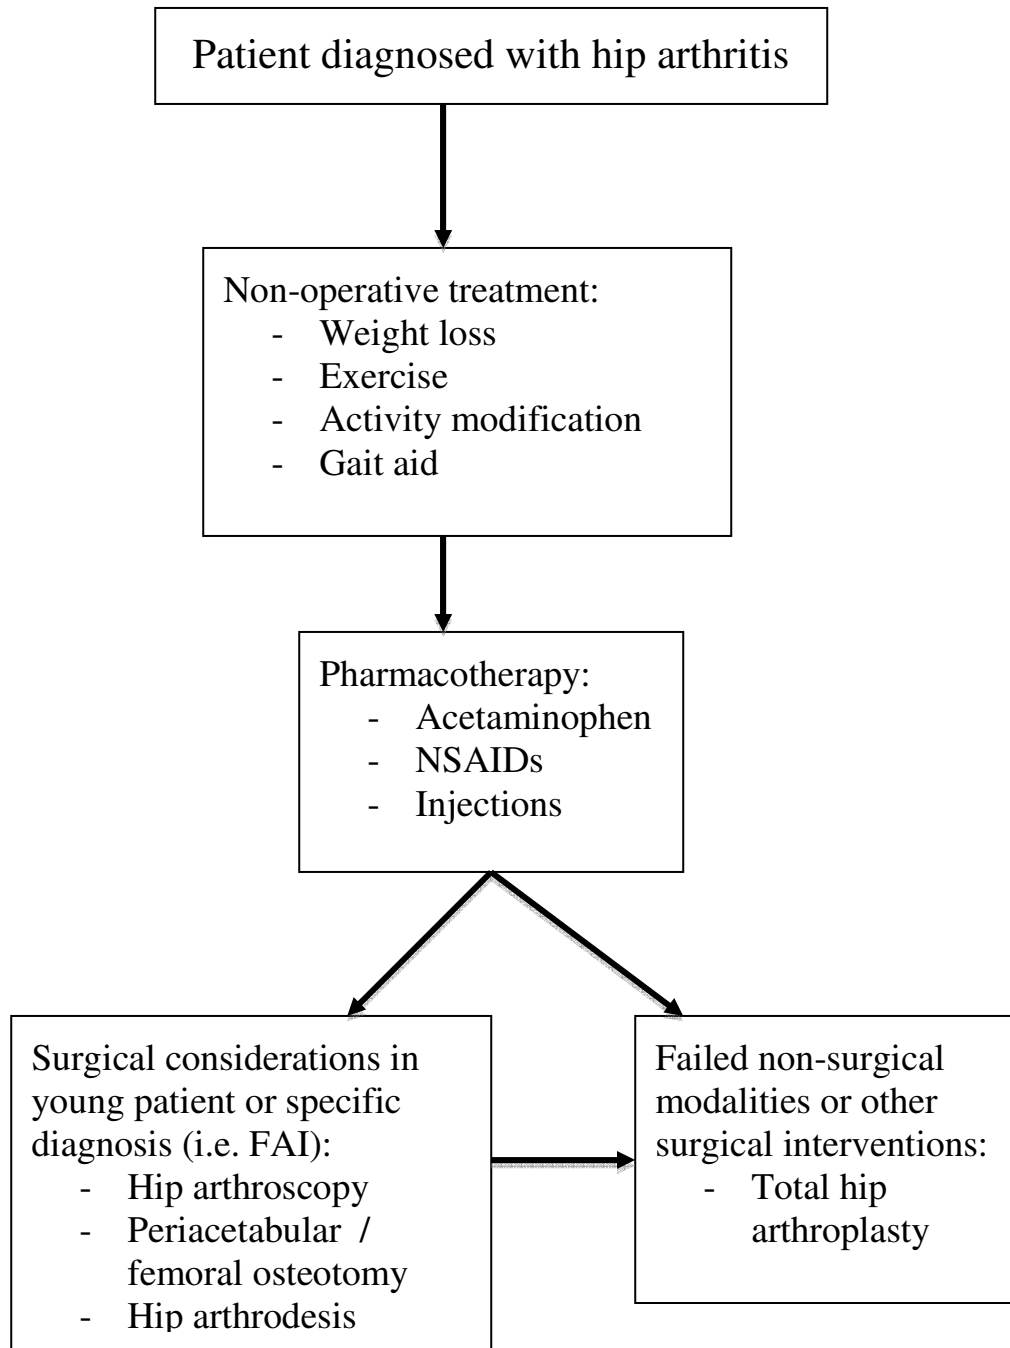 Patient diagnosed with hip arthritis
Non-operative treatment:
- Weight loss
- Exercise
- Activity modification
- Gait aid
Pharmacotherapy:
- Acetaminophen
- NSAIDs
- Injections
Surgical considerations in
young patient or specific
diagnosis (i.e. FAI):
- Hip arthroscopy
- Periacetabular /
femoral osteotomy
- Hip arthrodesis
Failed non-surgical
modalities or other
surgical interventions:
- Total hip
arthroplasty